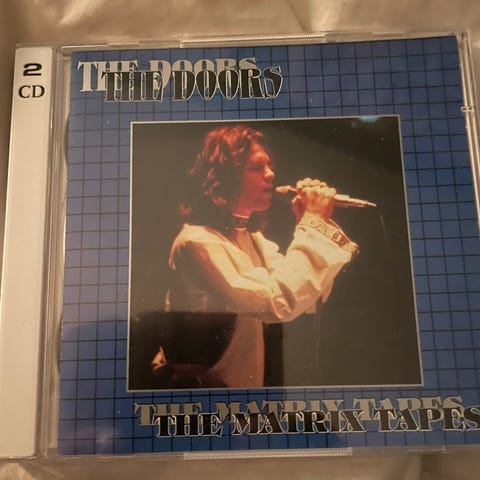 2
CD
THE DOORS
THE MATRIX TAPES